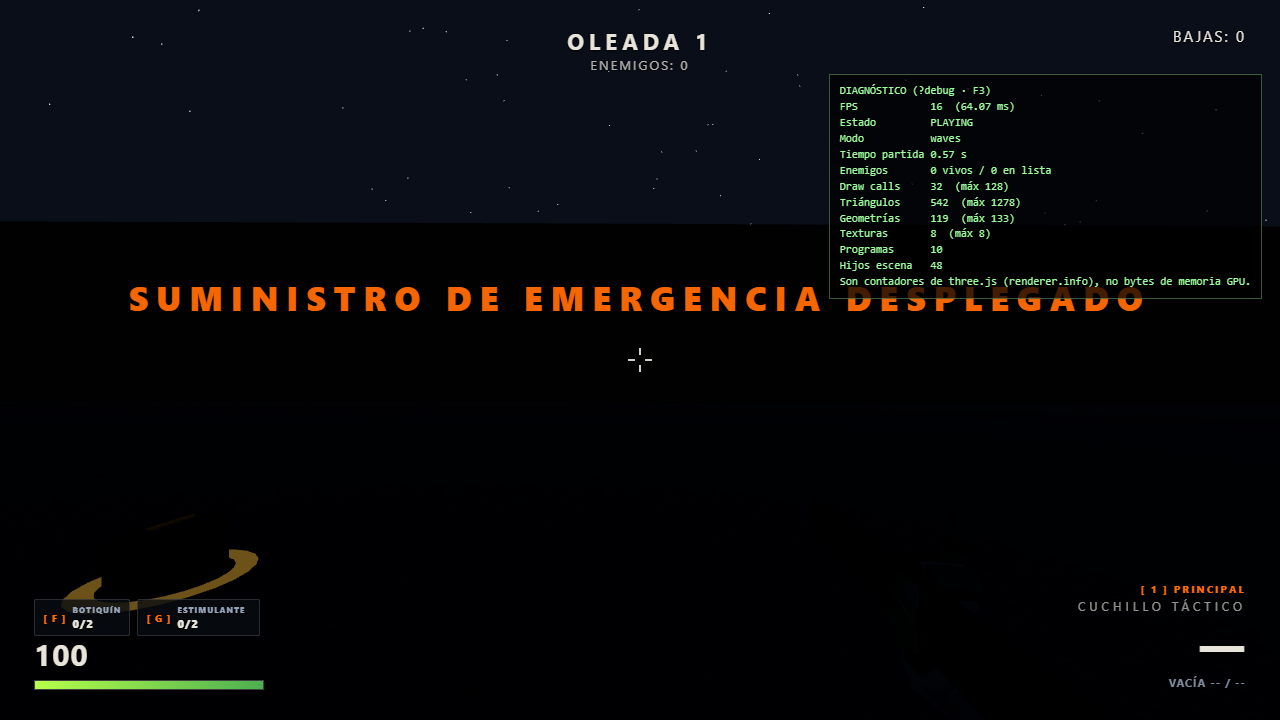 OLEADA 1
ENEMIGOS: 0
BAJAS: 0
DIAGNÓSTICO (?debug · F3)
FPS 16 (64.07 ms)
Estado PLAYING
Modo waves
Tiempo partida 0.57 s
Enemigos 0 vivos / 0 en lista
Draw calls 32 (máx 128)
Triángulos 542 (máx 1278)
Geometrías 119 (máx 133)
Texturas 8 (máx 8)
Programas 10
Hijos escena 48
Son contadores de three.js (renderer.info), no bytes de memoria GPU.
SUMINISTRO DE EMERGENCIA DESPLEGADO
[ F ] BOTIQUÍN 0/2
[ G ] ESTIMULANTE 0/2
100
[ 1 ] PRINCIPAL
CUCHILLO TÁCTICO
—
VACÍA -- / --